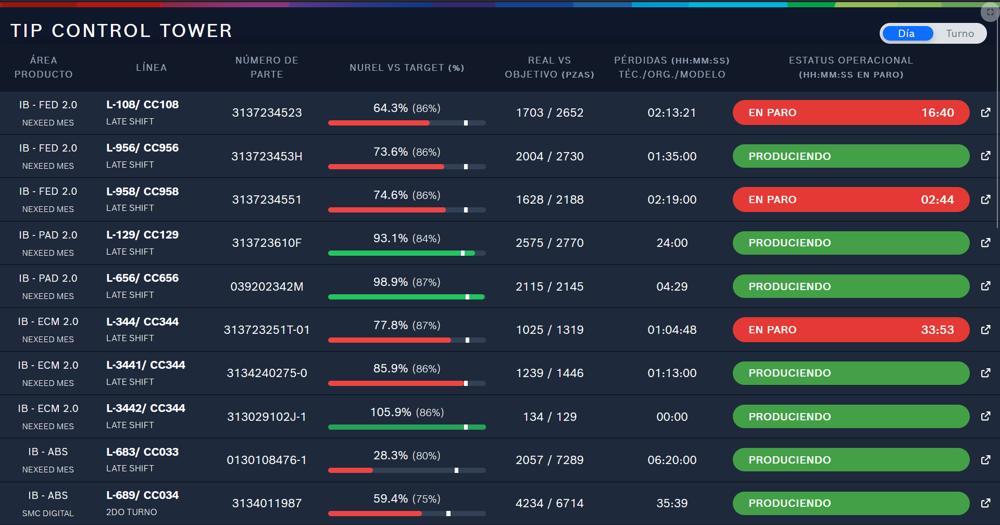 TIP CONTROL TOWER
Día Turno
ÁREA PRODUCTO
LÍNEA
NÚMERO DE PARTE
NUREL VS TARGET (%)
REAL VS OBJETIVO (PZAS)
PÉRDIDAS (HH:MM:SS) TÉC./ORG./MODELO
ESTATUS OPERACIONAL (HH:MM:SS EN PARO)
IB - FED 2.0
NEXEED MES
L-108/ CC108
LATE SHIFT
3137234523
64.3% (86%)
1703 / 2652
02:13:21
EN PARO 16:40
IB - FED 2.0
NEXEED MES
L-956/ CC956
LATE SHIFT
313723453H
73.6% (86%)
2004 / 2730
01:35:00
PRODUCIENDO
IB - FED 2.0
NEXEED MES
L-958/ CC958
LATE SHIFT
3137234551
74.6% (86%)
1628 / 2188
02:19:00
EN PARO 02:44
IB - PAD 2.0
NEXEED MES
L-129/ CC129
LATE SHIFT
313723610F
93.1% (84%)
2575 / 2770
24:00
PRODUCIENDO
IB - PAD 2.0
NEXEED MES
L-656/ CC656
LATE SHIFT
039202342M
98.9% (87%)
2115 / 2145
04:29
PRODUCIENDO
IB - ECM 2.0
NEXEED MES
L-344/ CC344
LATE SHIFT
313723251T-01
77.8% (87%)
1025 / 1319
01:04:48
EN PARO 33:53
IB - ECM 2.0
NEXEED MES
L-3441/ CC344
LATE SHIFT
3134240275-0
85.9% (86%)
1239 / 1446
01:13:00
PRODUCIENDO
IB - ECM 2.0
NEXEED MES
L-3442/ CC344
LATE SHIFT
313029102J-1
105.9% (86%)
134 / 129
00:00
PRODUCIENDO
IB - ABS
NEXEED MES
L-683/ CC033
LATE SHIFT
0130108476-1
28.3% (80%)
2057 / 7289
06:20:00
PRODUCIENDO
IB - ABS
SMC DIGITAL
L-689/ CC034
2DO TURNO
3134011987
59.4% (75%)
4234 / 6714
35:39
PRODUCIENDO